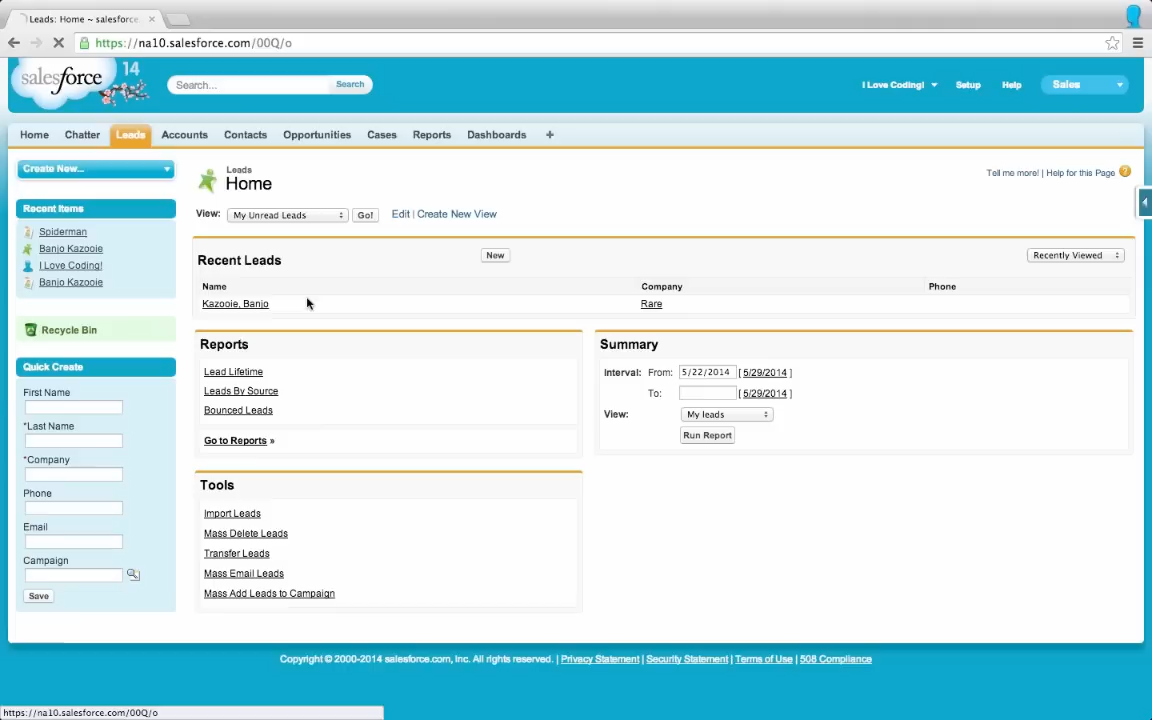 Leads: Home ~ salesforce.
https://na10.salesforce.com/00Q/o
salesforce 14
Search... Search
I Love Coding! Setup Help Sales
Home Chatter Leads Accounts Contacts Opportunities Cases Reports Dashboards +
Create New...
Leads
Home
Tell me more! | Help for this Page ?
View: My Unread Leads Go! Edit | Create New View
Recent Items
Spiderman
Banjo Kazooie
I Love Coding!
Banjo Kazooie
Recycle Bin
Quick Create
First Name
*Last Name
*Company
Phone
Email
Campaign
Save
Recent Leads New Recently Viewed
Name Company Phone
Kazooie, Banjo Rare
Reports
Lead Lifetime
Leads By Source
Bounced Leads
Go to Reports »
Summary
Interval: From: 5/22/2014 [ 5/29/2014 ]
To: [ 5/29/2014 ]
View: My leads
Run Report
Tools
Import Leads
Mass Delete Leads
Transfer Leads
Mass Email Leads
Mass Add Leads to Campaign
Copyright © 2000-2014 salesforce.com, inc. All rights reserved. | Privacy Statement | Security Statement | Terms of Use | 508 Compliance
https://na10.salesforce.com/00Q/o